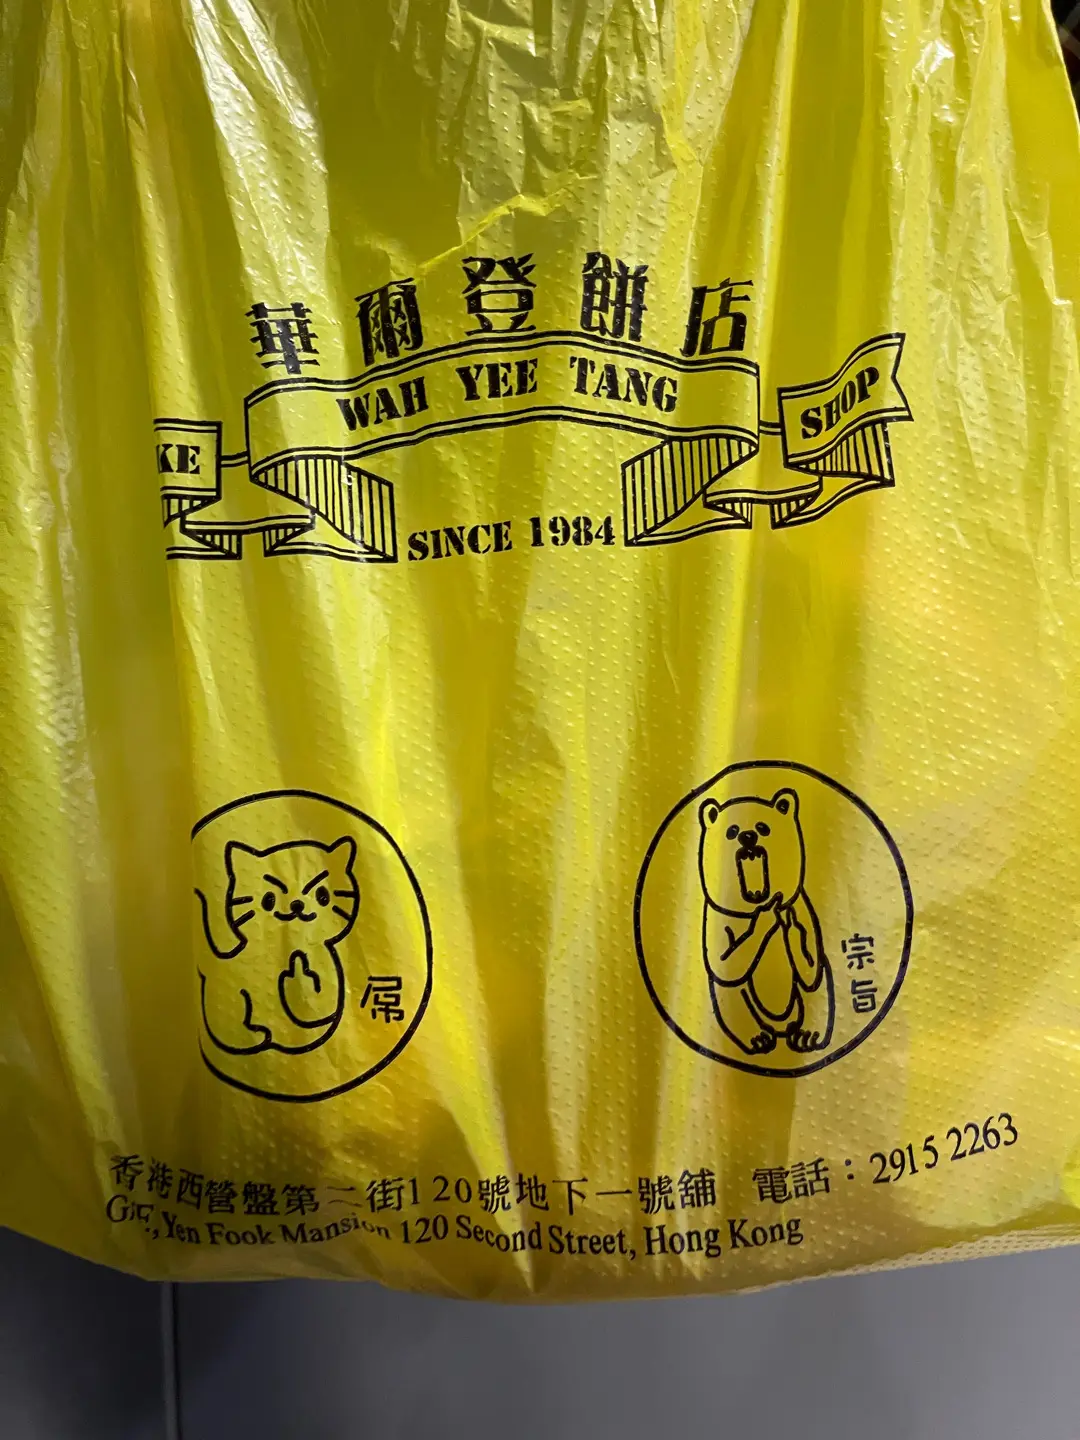 華爾登餅店
KE WAH YEE TANG SHOP
SINCE 1984
屌
宗旨
香港西營盤第二街120號地下一號舖 電話：2915 2263
G/F., Yen Fook Mansion 120 Second Street, Hong Kong